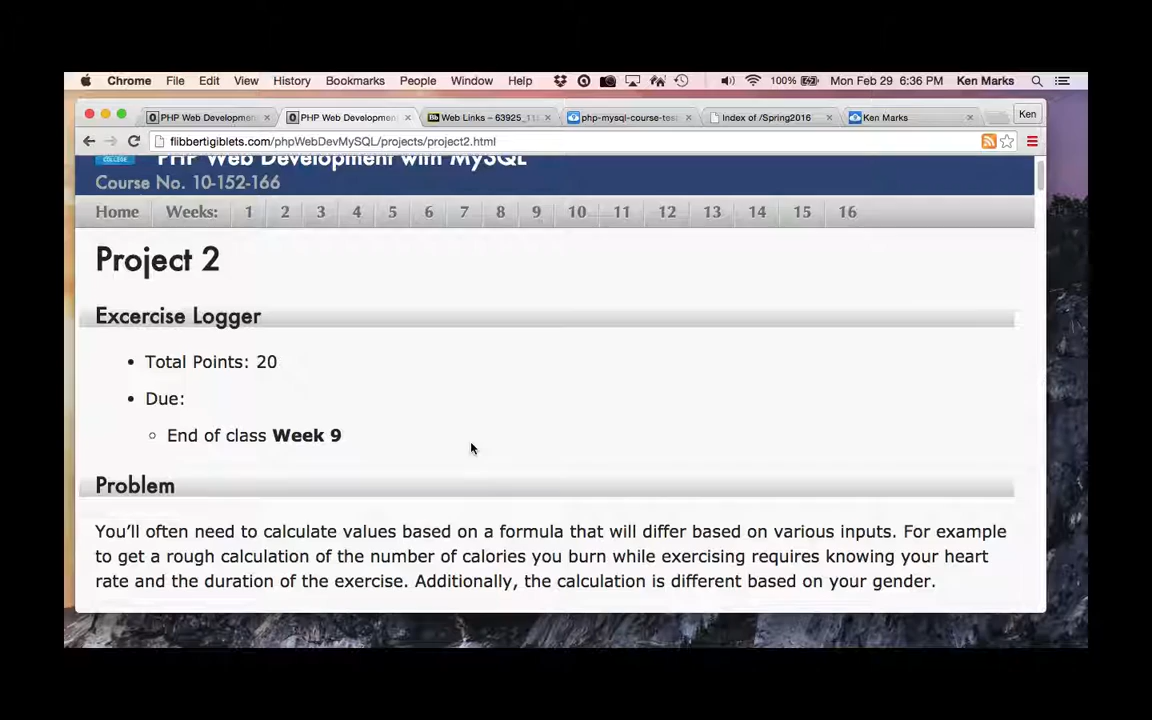 Chrome File Edit View History Bookmarks People Window Help 100% Mon Feb 29 6:36 PM Ken Marks
PHP Web Developmen PHP Web Developmen Web Links – 63925_11 php-mysql-course-tes Index of /Spring2016 Ken Marks Ken
flibbertigiblets.com/phpWebDevMySQL/projects/project2.html
COLLEGE PHP Web Development with MySQL
Course No. 10-152-166
Home Weeks: 1 2 3 4 5 6 7 8 9 10 11 12 13 14 15 16
Project 2
Excercise Logger
• Total Points: 20
• Due:
○ End of class Week 9
Problem
You’ll often need to calculate values based on a formula that will differ based on various inputs. For example
to get a rough calculation of the number of calories you burn while exercising requires knowing your heart
rate and the duration of the exercise. Additionally, the calculation is different based on your gender.